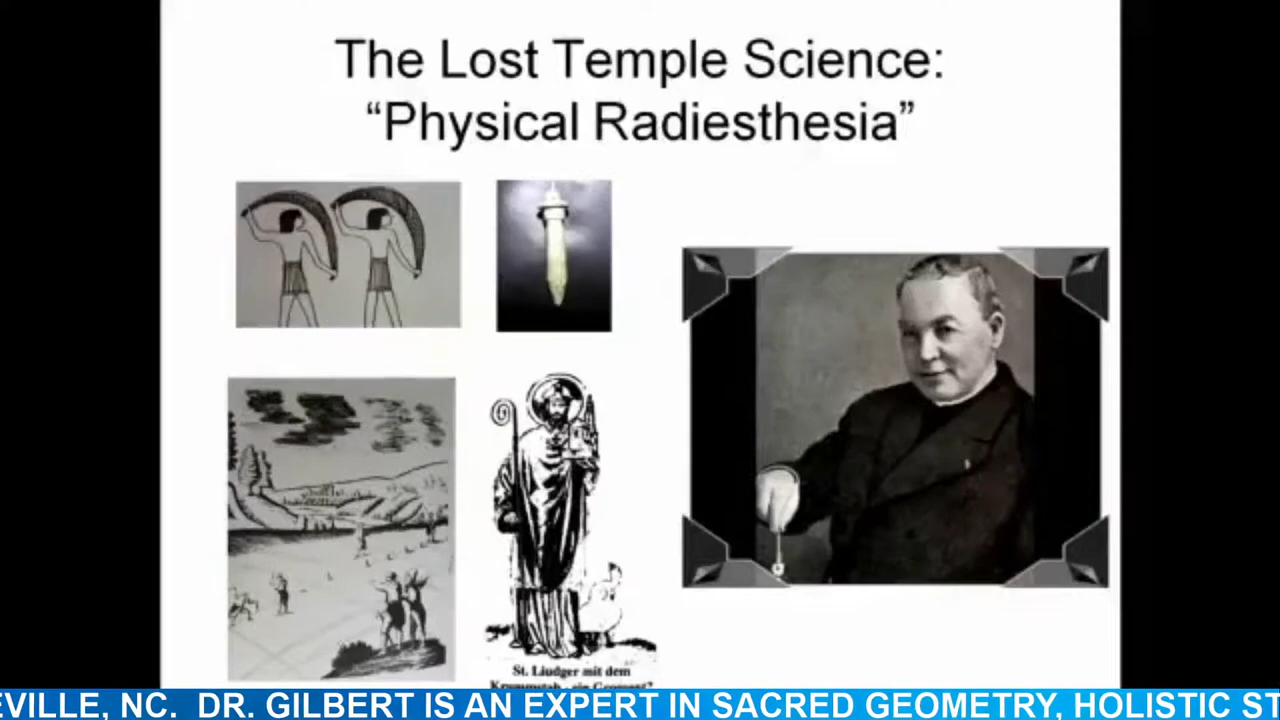 The Lost Temple Science:
“Physical Radiesthesia”
St. Liudger mit dem
EVILLE, NC.  DR. GILBERT IS AN EXPERT IN SACRED GEOMETRY, HOLISTIC ST